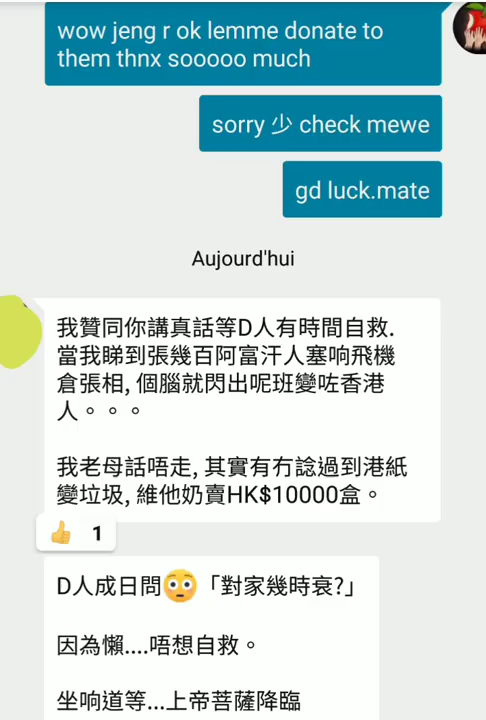 wow jeng r ok lemme donate to
them thnx sooooo much
sorry 少 check mewe
gd luck.mate
Aujourd'hui
我贊同你講真話等D人有時間自救.
當我睇到張幾百阿富汗人塞响飛機
倉張相, 個腦就閃出呢班變咗香港
人。。。
我老母話唔走, 其實有冇諗過到港紙
變垃圾, 維他奶賣HK$10000盒。
👍 1
D人成日問😳「對家幾時衰?」
因為懶....唔想自救。
坐响道等...上帝菩薩降臨